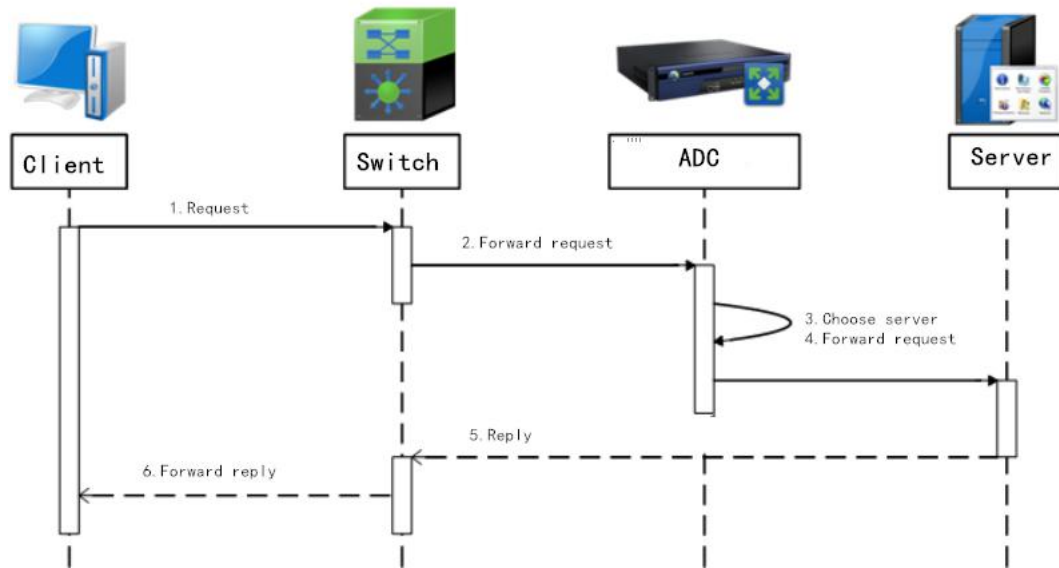 Client
Switch
ADC
Server
1.Request
2.Forward request
3.Choose server
4.Forward request
5.Reply
6.Forward reply